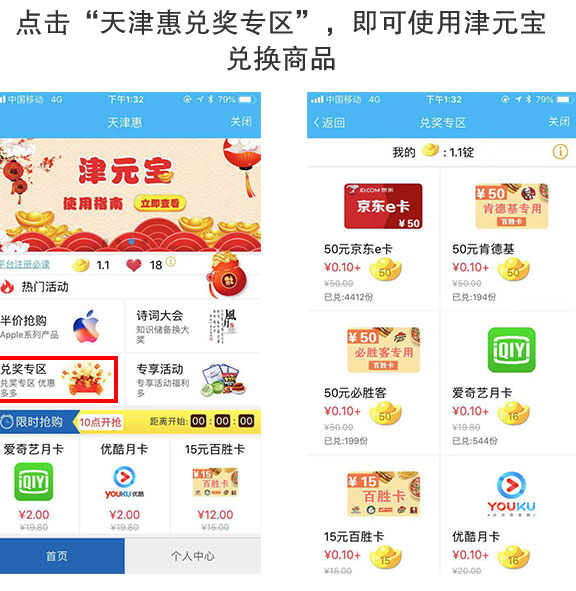 点击“天津惠兑奖专区”，即可使用津元宝
兑换商品
中国移动 4G 下午1:32 79%
天津惠 关闭
津元宝
使用指南 立即查看
平台注册必读 1.1 18
热门活动
半价抢购
Apple系列产品
诗词大会
知识储备换大
奖
兑奖专区
兑奖专区 优惠
多多
专享活动
专享活动福利
多
限时抢购 10点开抢 距离开始: 00 : 00 : 00
爱奇艺月卡 优酷月卡 15元百胜卡
iQIYI
YOUKU 优酷
¥15 百胜卡
¥2.00 ¥2.00 ¥12.00
¥19.80 ¥19.80 ¥15.00
首页 个人中心
中国移动 4G 下午1:32 79%
返回 兑奖专区 关闭
我的 : 1.1锭
JD.COM 京东
京东e卡
¥50
¥50
肯德基专用
百胜卡
50元京东e卡 50元肯德基
¥0.10+ 50 ¥0.10+ 50
¥50.00 ¥50.00
已兑:4412份 已兑:194份
¥50
必胜客专用
百胜卡
iQIYI
50元必胜客 爱奇艺月卡
¥0.10+ 50 ¥0.10+ 16
¥50.00 ¥19.80
已兑:199份 已兑:544份
¥15
百胜卡
YOUKU
15元百胜卡 优酷月卡
¥0.10+ 15 ¥0.10+ 16
¥15.00 ¥20.00